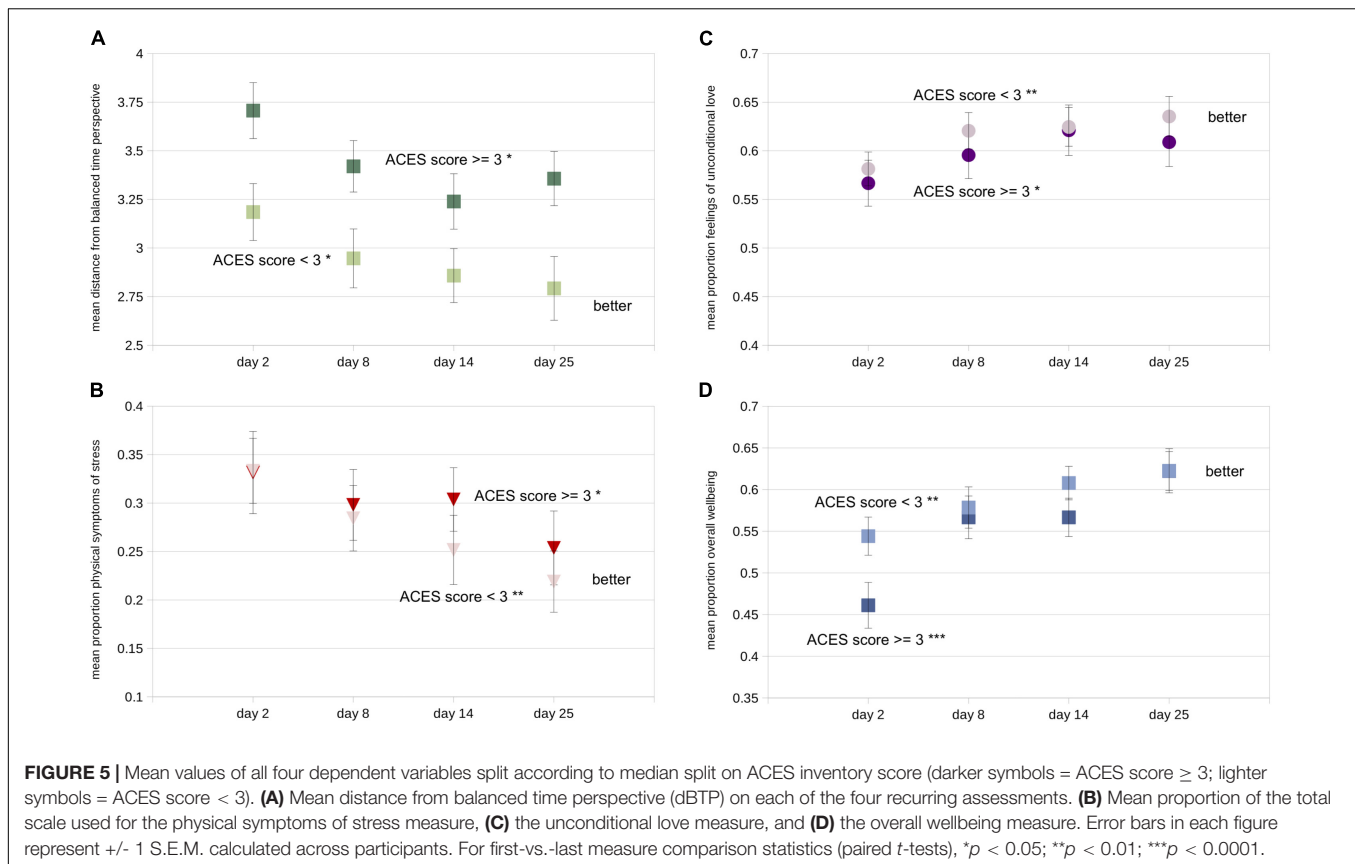 A
mean distance from balanced time perspective
4
3.75
3.5
3.25
3
2.75
2.5
ACES score >= 3 *
ACES score < 3 *
better
day 2 day 8 day 14 day 25
B
mean proportion physical symptoms of stress
0.4
0.35
0.3
0.25
0.2
0.15
0.1
ACES score >= 3 *
ACES score < 3 **
better
day 2 day 8 day 14 day 25
C
mean proportion feelings of unconditional love
0.7
0.65
0.6
0.55
0.5
0.45
0.4
ACES score < 3 **
better
ACES score >= 3 *
day 2 day 8 day 14 day 25
D
mean proportion overall wellbeing
0.7
0.65
0.6
0.55
0.5
0.45
0.4
0.35
better
ACES score < 3 **
ACES score >= 3 ***
day 2 day 8 day 14 day 25
FIGURE 5 | Mean values of all four dependent variables split according to median split on ACES inventory score (darker symbols = ACES score ≥ 3; lighter
symbols = ACES score < 3). (A) Mean distance from balanced time perspective (dBTP) on each of the four recurring assessments. (B) Mean proportion of the total
scale used for the physical symptoms of stress measure, (C) the unconditional love measure, and (D) the overall wellbeing measure. Error bars in each figure
represent +/- 1 S.E.M. calculated across participants. For first-vs.-last measure comparison statistics (paired t-tests), *p < 0.05; **p < 0.01; ***p < 0.0001.